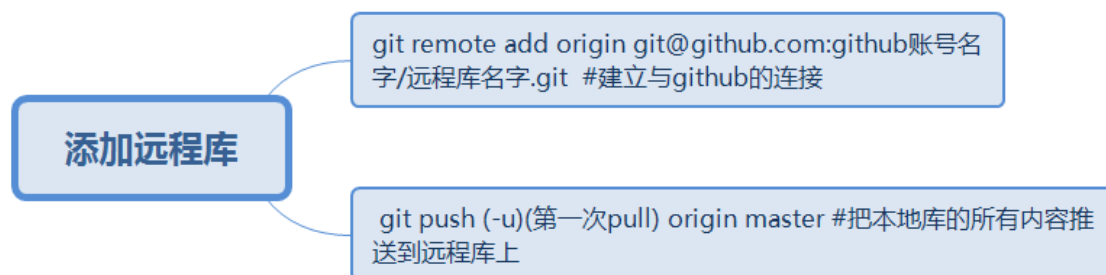 git remote add origin git@github.com:github账号名
字/远程库名字.git  #建立与github的连接
添加远程库
git push (-u)(第一次pull) origin master #把本地库的所有内容推
送到远程库上